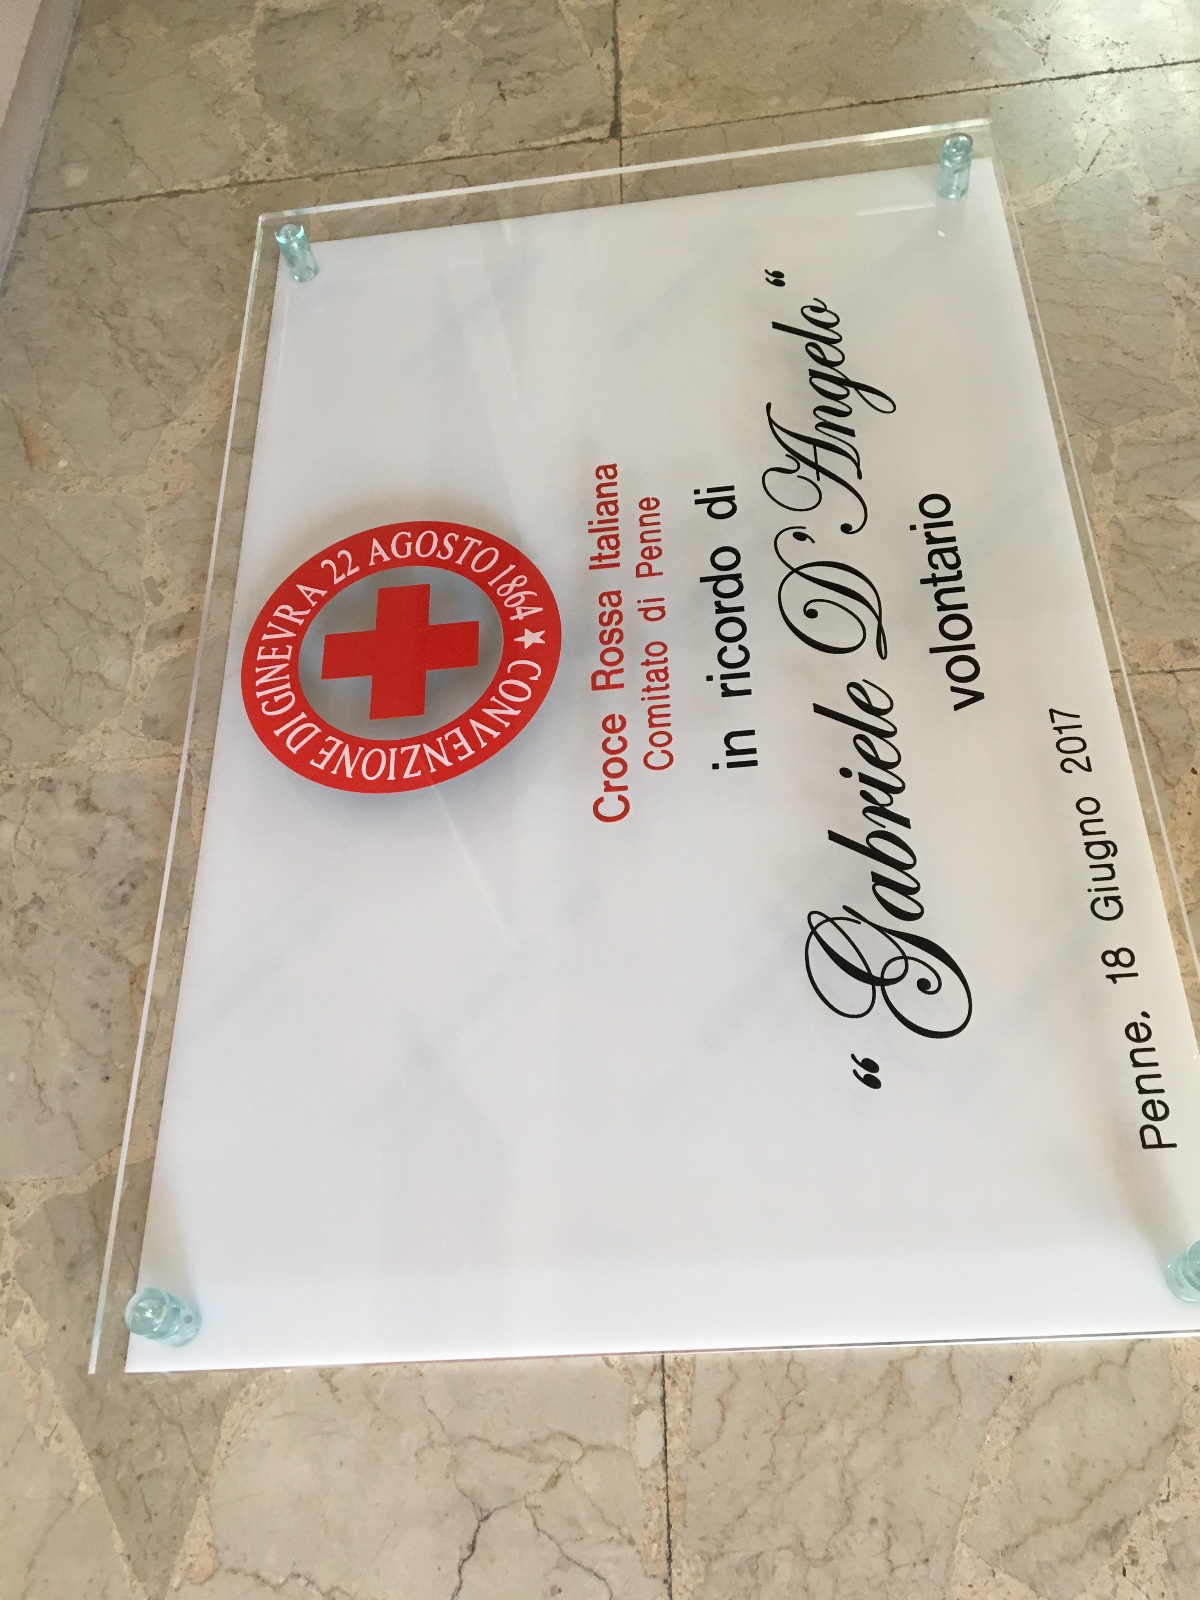 CONVENZIONE DI GINEVRA 22 AGOSTO 1864 ★
Croce Rossa Italiana
Comitato di Penne
in ricordo di
“ Gabriele D'Angelo “
volontario
Penne, 18 Giugno 2017